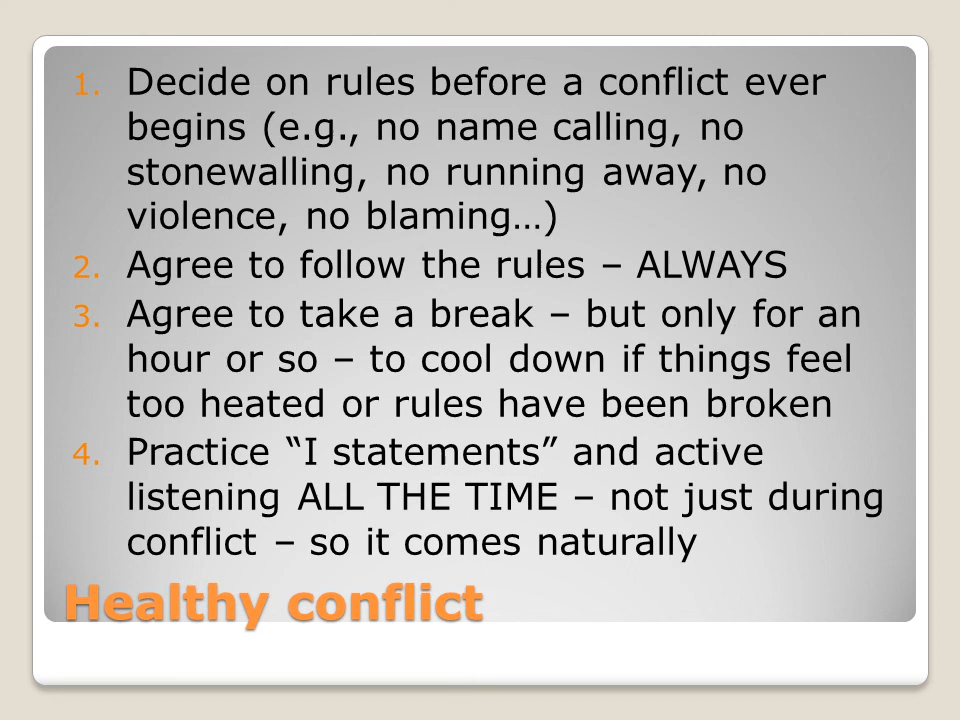 1. Decide on rules before a conflict ever
begins (e.g., no name calling, no
stonewalling, no running away, no
violence, no blaming…)
2. Agree to follow the rules – ALWAYS
3. Agree to take a break – but only for an
hour or so – to cool down if things feel
too heated or rules have been broken
4. Practice “I statements” and active
listening ALL THE TIME – not just during
conflict – so it comes naturally
Healthy conflict